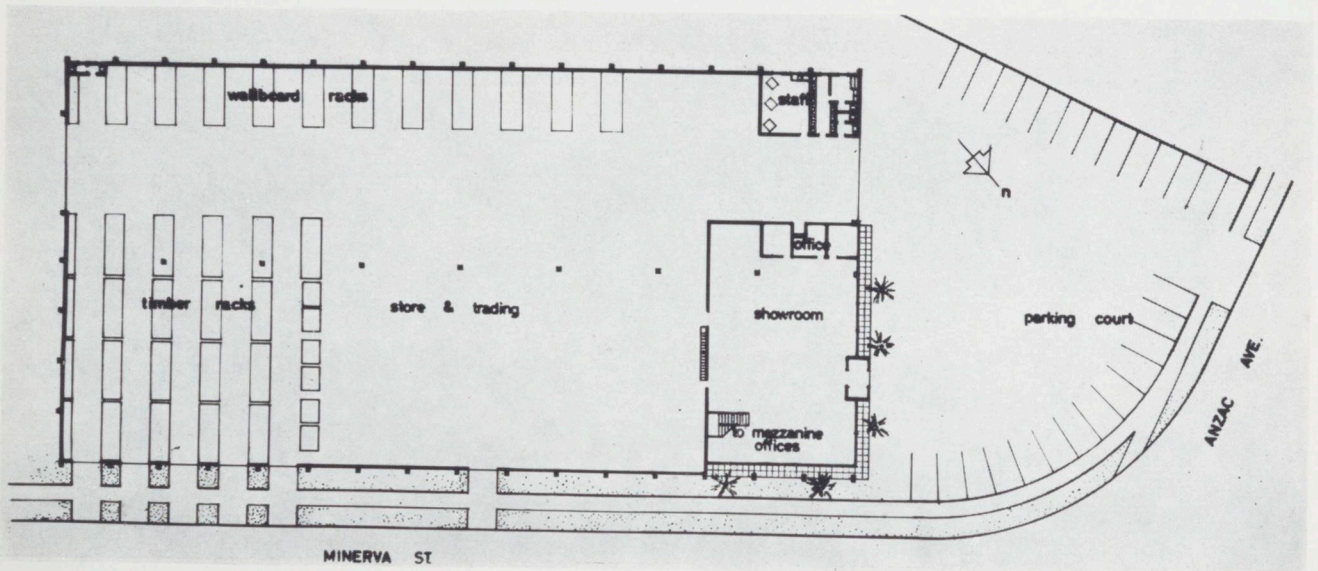 wallboard racks
staff
n
office
timber racks
store & trading
showroom
parking court
to mezzanine
offices
ANZAC AVE.
MINERVA ST.